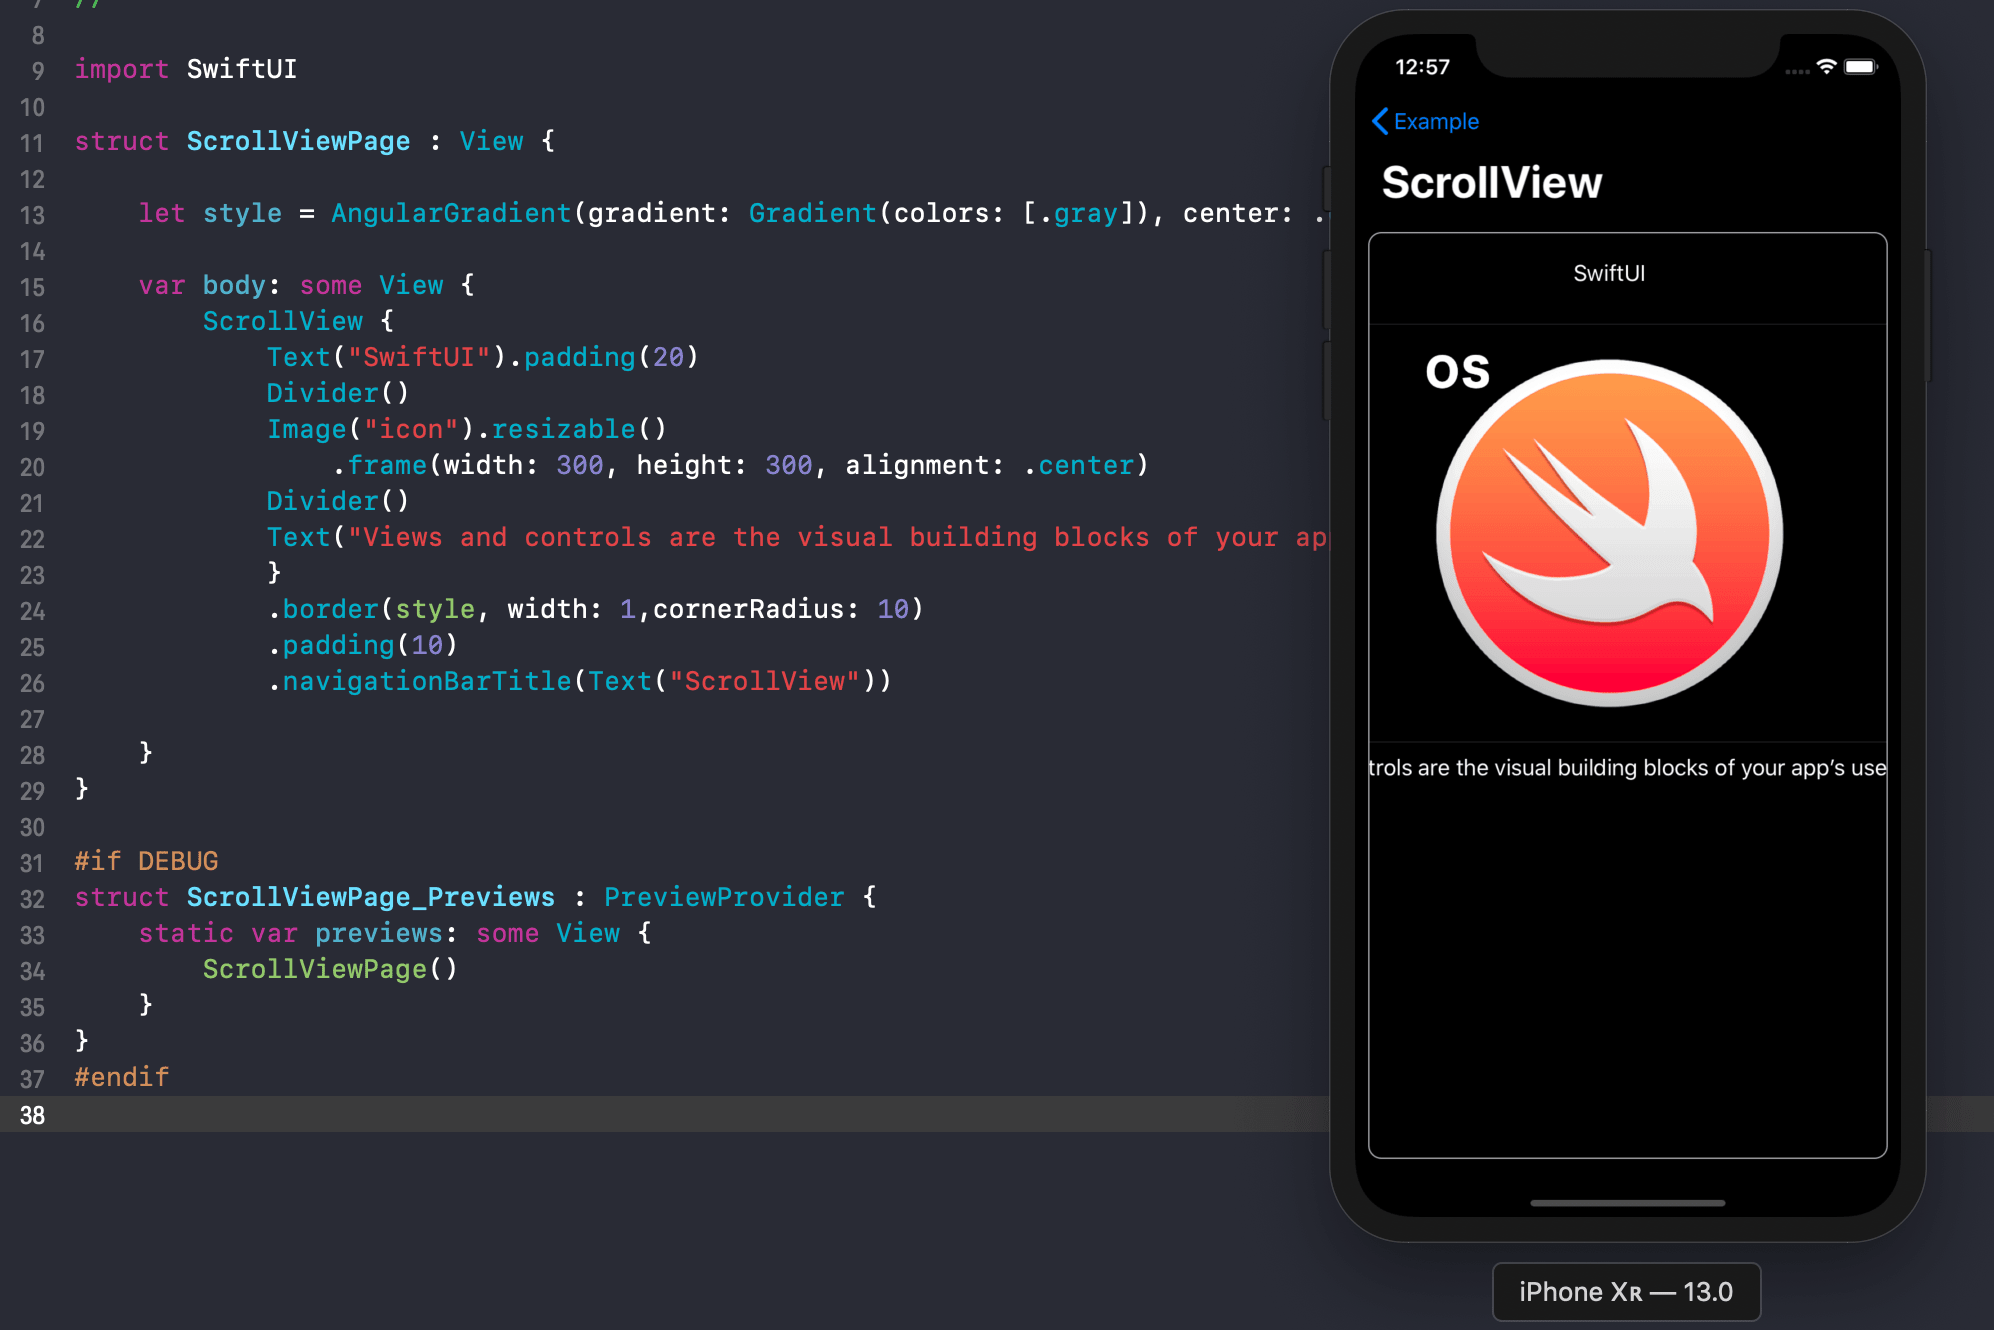 7 //
8
9 import SwiftUI
10
11 struct ScrollViewPage : View {
12
13 let style = AngularGradient(gradient: Gradient(colors: [.gray]), center: .
14
15 var body: some View {
16 ScrollView {
17 Text("SwiftUI").padding(20)
18 Divider()
19 Image("icon").resizable()
20 .frame(width: 300, height: 300, alignment: .center)
21 Divider()
22 Text("Views and controls are the visual building blocks of your ap
23 }
24 .border(style, width: 1,cornerRadius: 10)
25 .padding(10)
26 .navigationBarTitle(Text("ScrollView"))
27
28 }
29 }
30
31 #if DEBUG
32 struct ScrollViewPage_Previews : PreviewProvider {
33 static var previews: some View {
34 ScrollViewPage()
35 }
36 }
37 #endif
38
12:57
Example
ScrollView
SwiftUI
OS
trols are the visual building blocks of your app's use
iPhone XR — 13.0